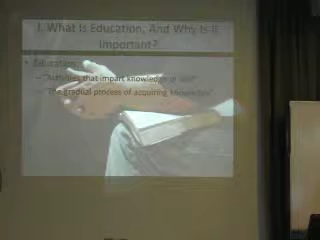 I. What Is Education, And Why Is It
Important?
• Education:
– "Activities that impart knowledge or skill"
– "The gradual process of acquiring knowledge"